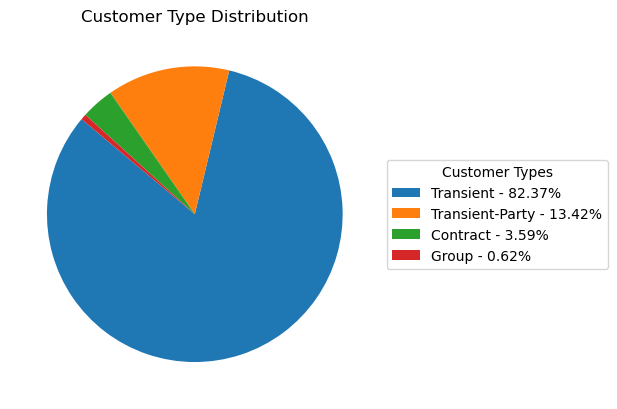 Customer Type Distribution
Customer Types
Transient - 82.37%
Transient-Party - 13.42%
Contract - 3.59%
Group - 0.62%